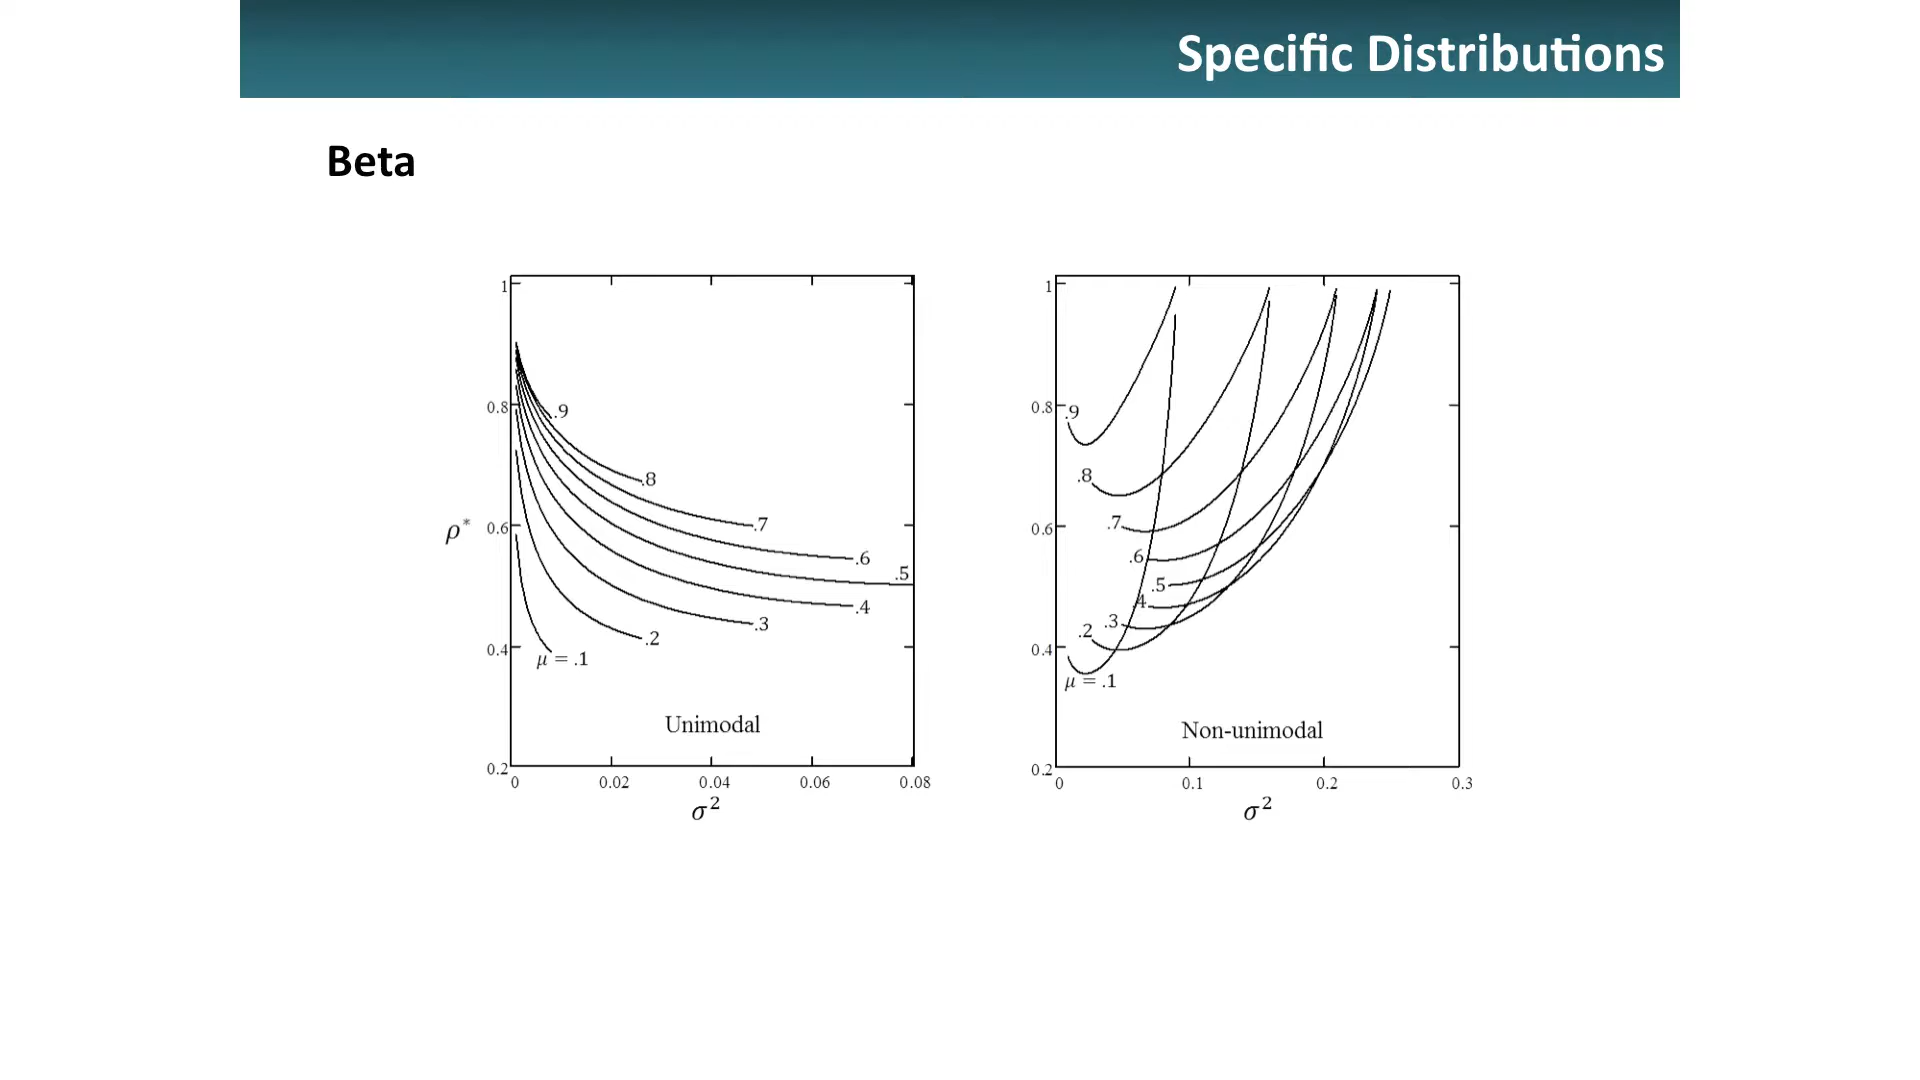 Specific Distributions
Beta
1
0.8
0.6
0.4
0.2
ρ*
.9
.8
.7
.6
.5
.4
.3
.2
μ = .1
Unimodal
0 0.02 0.04 0.06 0.08
σ²
1
0.8
0.6
0.4
0.2
.9
.8
.7
.6
.5
.4
.3
.2
μ = .1
Non-unimodal
0 0.1 0.2 0.3
σ²